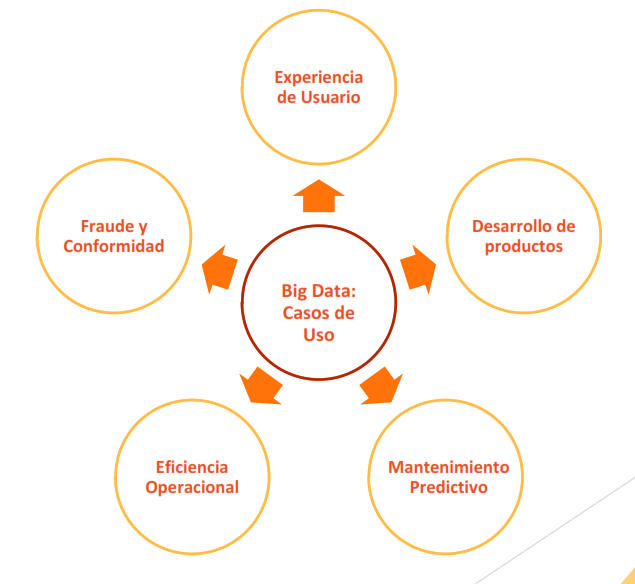 Experiencia
de Usuario
Fraude y
Conformidad
Desarrollo de
productos
Big Data:
Casos de
Uso
Eficiencia
Operacional
Mantenimiento
Predictivo